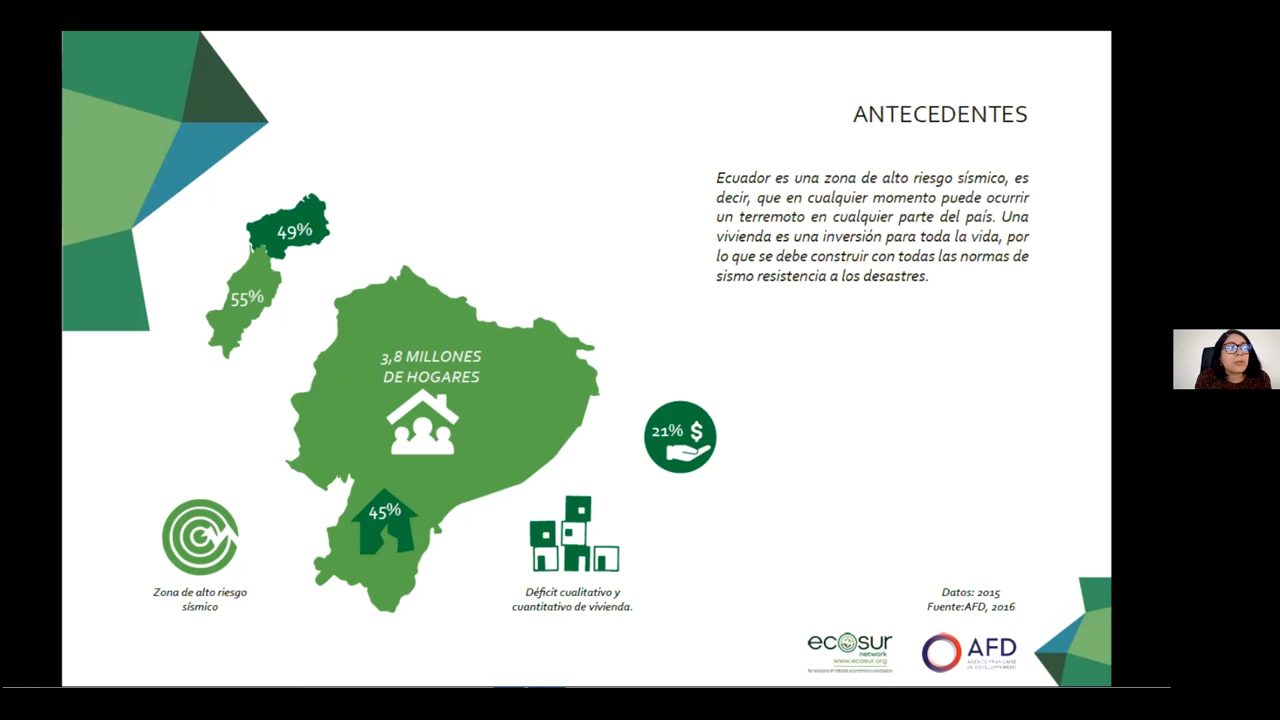 ANTECEDENTES
Ecuador es una zona de alto riesgo sísmico, es
decir, que en cualquier momento puede ocurrir
un terremoto en cualquier parte del país. Una
vivienda es una inversión para toda la vida, por
lo que se debe construir con todas las normas de
sismo resistencia a los desastres.
49%
55%
3,8 MILLONES
DE HOGARES
21% $
45%
Zona de alto riesgo
sísmico
Déficit cualitativo y
cuantitativo de vivienda.
Datos: 2015
Fuente:AFD, 2016
ecosur
network
www.ecosur.org
AFD
AGENCE FRANÇAISE
DE DÉVELOPPEMENT